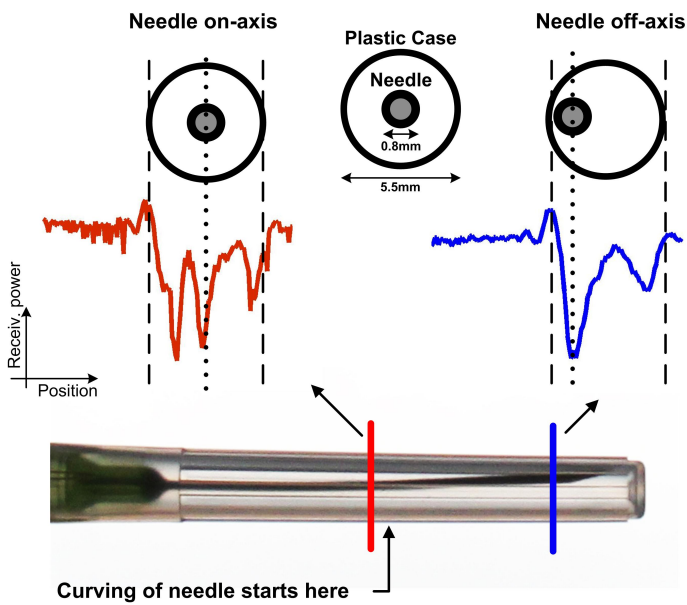 Needle on-axis
Needle off-axis
Plastic Case
Needle
0.8mm
5.5mm
Receiv. power
Position
Curving of needle starts here